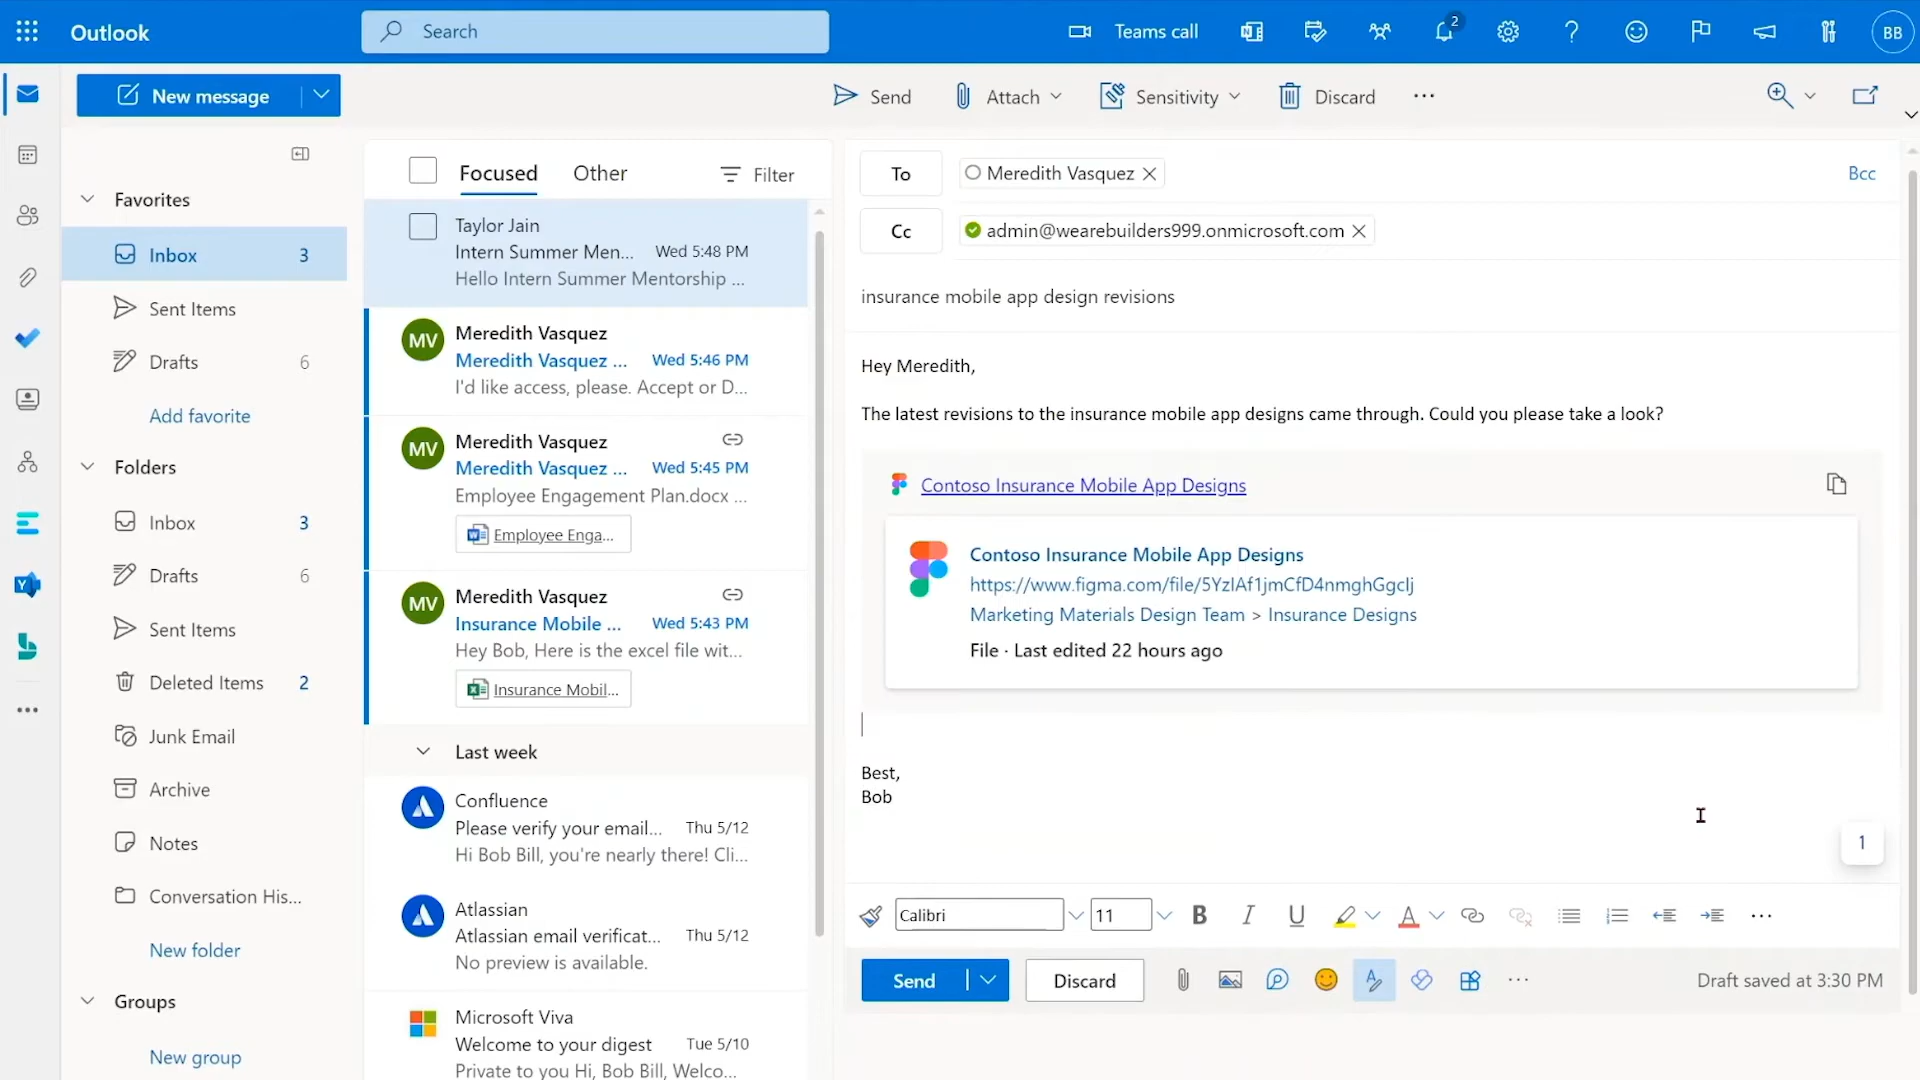 Outlook
Search
Teams call
2
BB
New message
Send
Attach
Sensitivity
Discard
Favorites
Inbox 3
Sent Items
Drafts 6
Add favorite
Folders
Inbox 3
Drafts 6
Sent Items
Deleted Items 2
Junk Email
Archive
Notes
Conversation His...
New folder
Groups
New group
Focused Other Filter
Taylor Jain
Intern Summer Men... Wed 5:48 PM
Hello Intern Summer Mentorship ...
MV
Meredith Vasquez
Meredith Vasquez ... Wed 5:46 PM
I'd like access, please. Accept or D...
MV
Meredith Vasquez
Meredith Vasquez ... Wed 5:45 PM
Employee Engagement Plan.docx ...
Employee Enga...
MV
Meredith Vasquez
Insurance Mobile ... Wed 5:43 PM
Hey Bob, Here is the excel file wit...
Insurance Mobil...
Last week
Confluence
Please verify your email... Thu 5/12
Hi Bob Bill, you're nearly there! Cli...
Atlassian
Atlassian email verificat... Thu 5/12
No preview is available.
Microsoft Viva
Welcome to your digest Tue 5/10
Private to you Hi, Bob Bill, Welco...
To Meredith Vasquez Bcc
Cc admin@wearebuilders999.onmicrosoft.com
insurance mobile app design revisions
Hey Meredith,
The latest revisions to the insurance mobile app designs came through. Could you please take a look?
Contoso Insurance Mobile App Designs
Contoso Insurance Mobile App Designs
https://www.figma.com/file/5YzIAf1jmCfD4nmghGgcIj
Marketing Materials Design Team > Insurance Designs
File · Last edited 22 hours ago
Best,
Bob
1
Calibri 11 B I U A
Send Discard Draft saved at 3:30 PM